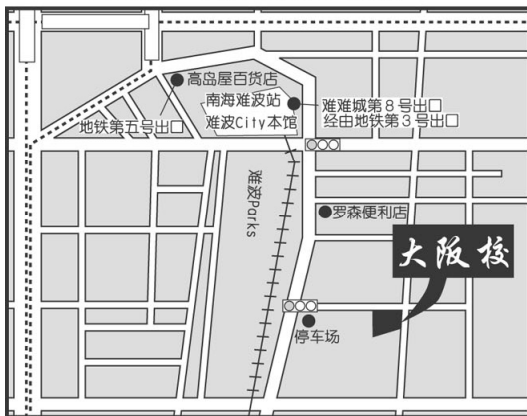 高岛屋百货店
南海难波站
难波City本馆
难难城第8号出口
经由地铁第3号出口
地铁第五号出口
难波Parks
罗森便利店
大阪校
停车场